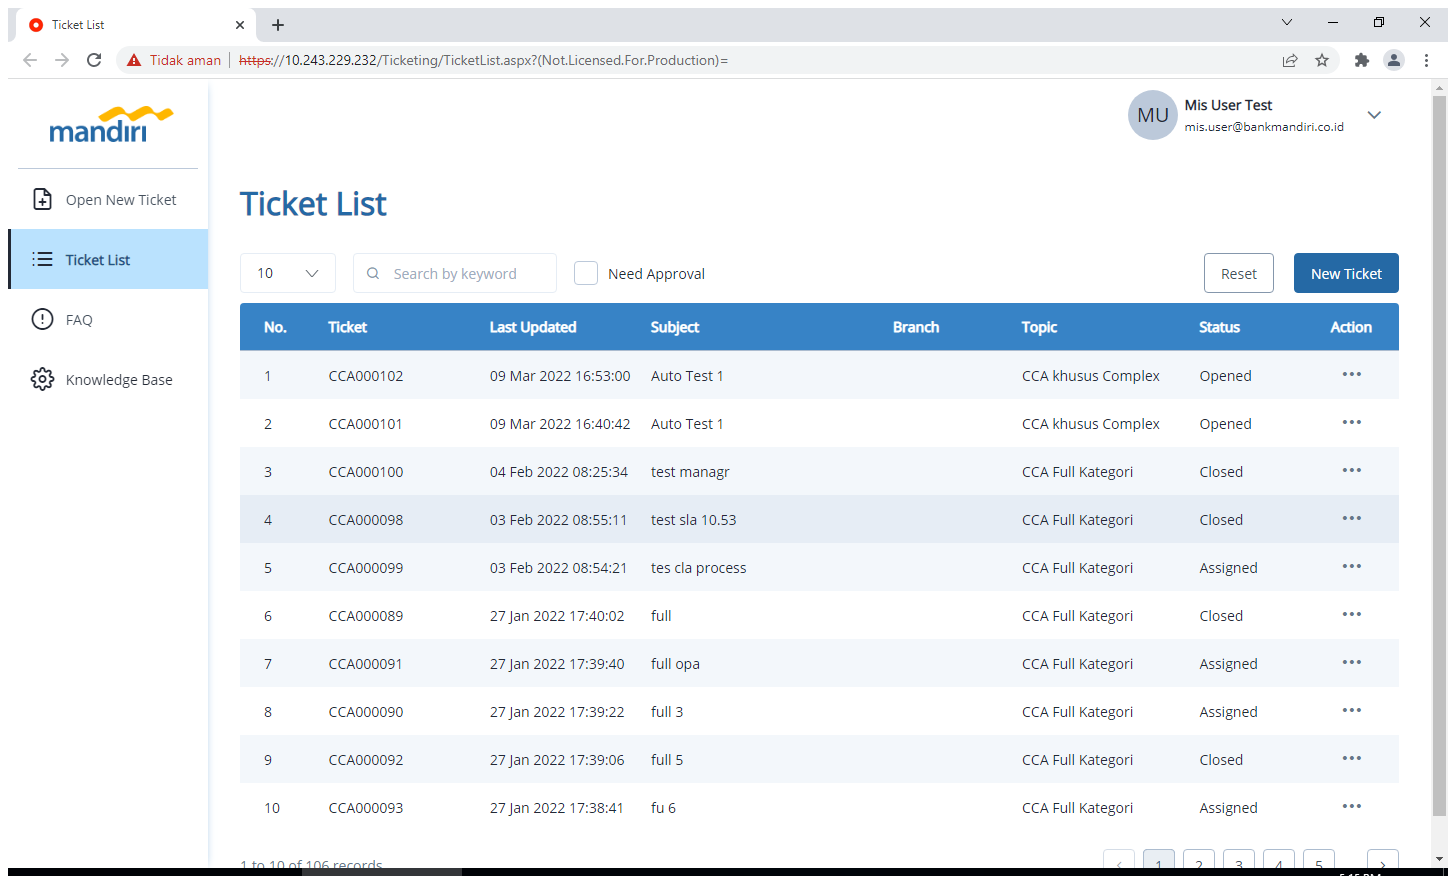 Ticket List
Tidak aman https://10.243.229.232/Ticketing/TicketList.aspx?(Not.Licensed.For.Production)=
mandiri
MU
Mis User Test
mis.user@bankmandiri.co.id
Open New Ticket
Ticket List
FAQ
Knowledge Base
Ticket List
10 Search by keyword Need Approval Reset New Ticket
No. Ticket Last Updated Subject Branch Topic Status Action
1 CCA000102 09 Mar 2022 16:53:00 Auto Test 1 CCA khusus Complex Opened
2 CCA000101 09 Mar 2022 16:40:42 Auto Test 1 CCA khusus Complex Opened
3 CCA000100 04 Feb 2022 08:25:34 test managr CCA Full Kategori Closed
4 CCA000098 03 Feb 2022 08:55:11 test sla 10.53 CCA Full Kategori Closed
5 CCA000099 03 Feb 2022 08:54:21 tes cla process CCA Full Kategori Assigned
6 CCA000089 27 Jan 2022 17:40:02 full CCA Full Kategori Closed
7 CCA000091 27 Jan 2022 17:39:40 full opa CCA Full Kategori Assigned
8 CCA000090 27 Jan 2022 17:39:22 full 3 CCA Full Kategori Assigned
9 CCA000092 27 Jan 2022 17:39:06 full 5 CCA Full Kategori Closed
10 CCA000093 27 Jan 2022 17:38:41 fu 6 CCA Full Kategori Assigned
1 to 10 of 106 records 1 2 3 4 5
5:15 PM